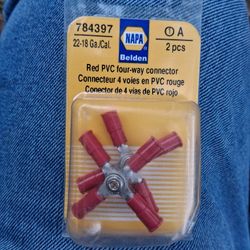 784397
22-18 Ga./Cal.
NAPA
Belden
A
2 pcs
Red PVC four-way connector
Connecteur 4 voies en PVC rouge
Conector de 4 vias de PVC rojo